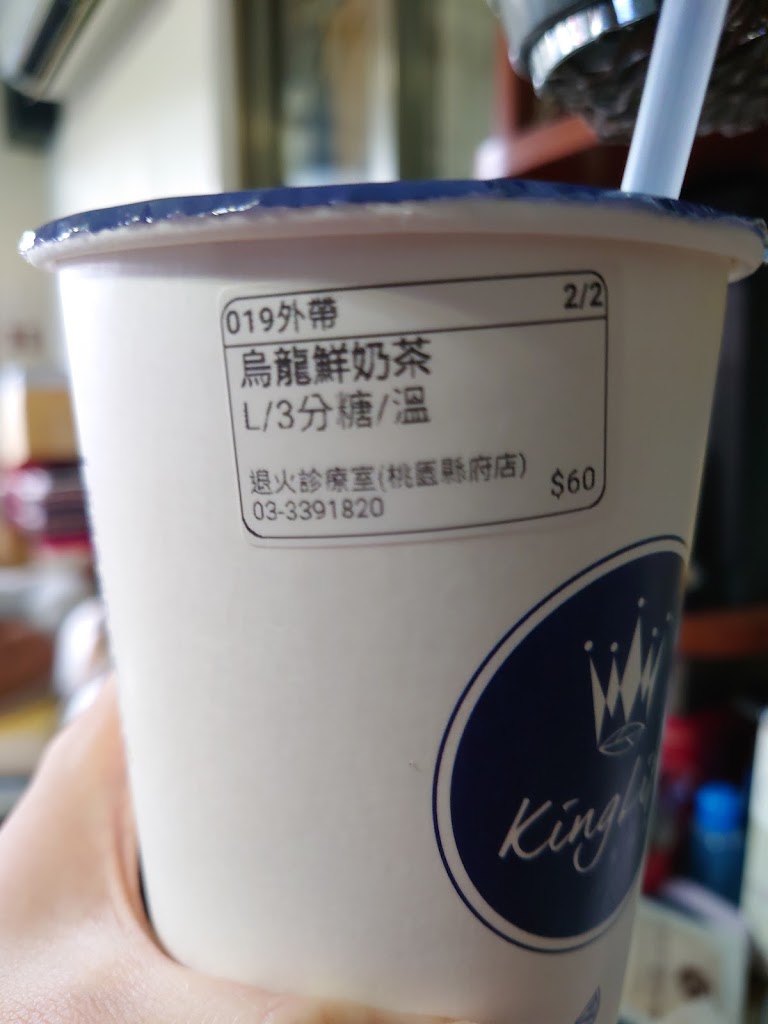 019外帶 2/2
烏龍鮮奶茶
L/3分糖/溫
退火診療室(桃園縣府店)
03-3391820 $60